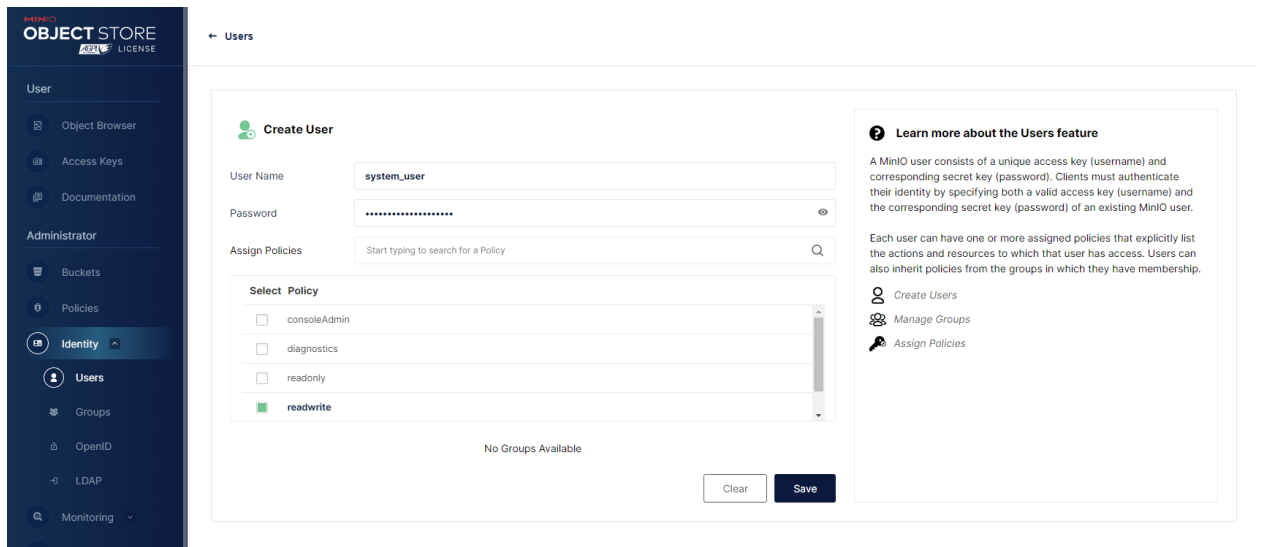 MINIO
OBJECT STORE
AGPL LICENSE
← Users
User
Object Browser
Access Keys
Documentation
Administrator
Buckets
Policies
Identity
Users
Groups
OpenID
LDAP
Monitoring
Create User
User Name
system_user
Password
••••••••••••••••••••
Assign Policies
Start typing to search for a Policy
Select Policy
consoleAdmin
diagnostics
readonly
readwrite
No Groups Available
Clear
Save
Learn more about the Users feature
A MinIO user consists of a unique access key (username) and
corresponding secret key (password). Clients must authenticate
their identity by specifying both a valid access key (username) and
the corresponding secret key (password) of an existing MinIO user.
Each user can have one or more assigned policies that explicitly list
the actions and resources to which that user has access. Users can
also inherit policies from the groups in which they have membership.
Create Users
Manage Groups
Assign Policies